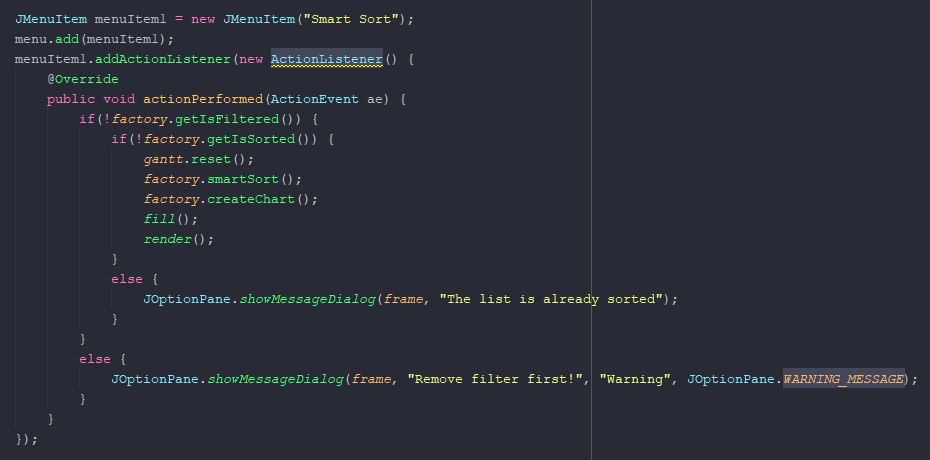 JMenuItem menuItem1 = new JMenuItem("Smart Sort");
menu.add(menuItem1);
menuItem1.addActionListener(new ActionListener() {
@Override
public void actionPerformed(ActionEvent ae) {
if(!factory.getIsFiltered()) {
if(!factory.getIsSorted()) {
gantt.reset();
factory.smartSort();
factory.createChart();
fill();
render();
}
else {
JOptionPane.showMessageDialog(frame, "The list is already sorted");
}
}
else {
JOptionPane.showMessageDialog(frame, "Remove filter first!", "Warning", JOptionPane.WARNING_MESSAGE);
}
}
});